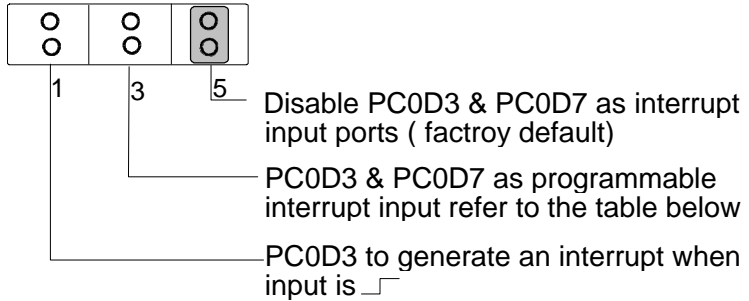 1 3 5
Disable PC0D3 & PC0D7 as interrupt
input ports ( factroy default)
PC0D3 & PC0D7 as programmable
interrupt input refer to the table below
PC0D3 to generate an interrupt when
input is